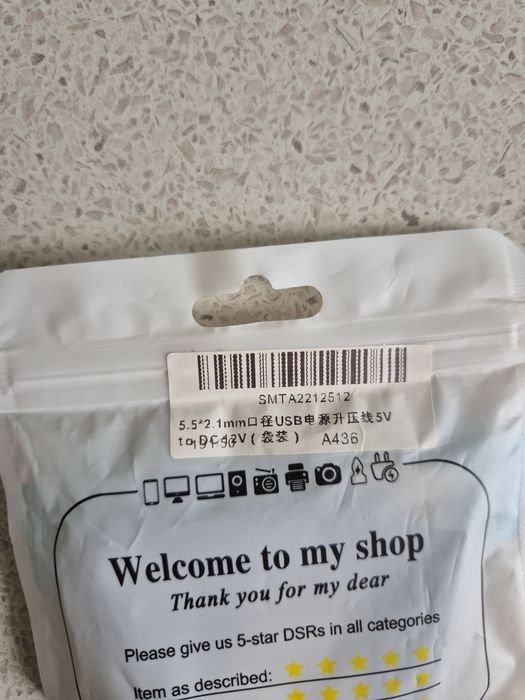 SMTA2212512
5.5*2.1mm口径USB电源升压线5V
to DC12V(袋装) A436
Welcome to my shop
Thank you for my dear
Please give us 5-star DSRs in all categories
Item as described: